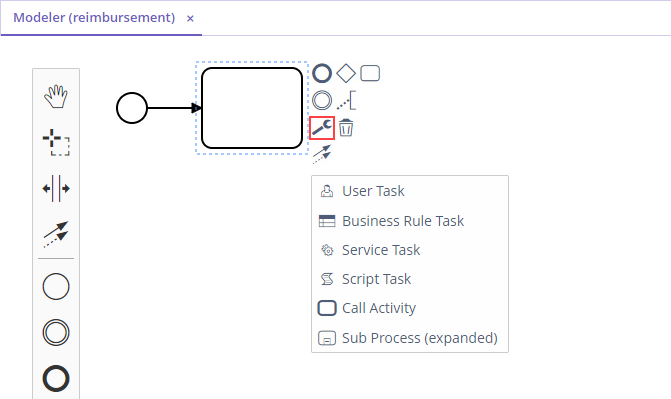 Modeler (reimbursement) ×
User Task
Business Rule Task
Service Task
Script Task
Call Activity
Sub Process (expanded)